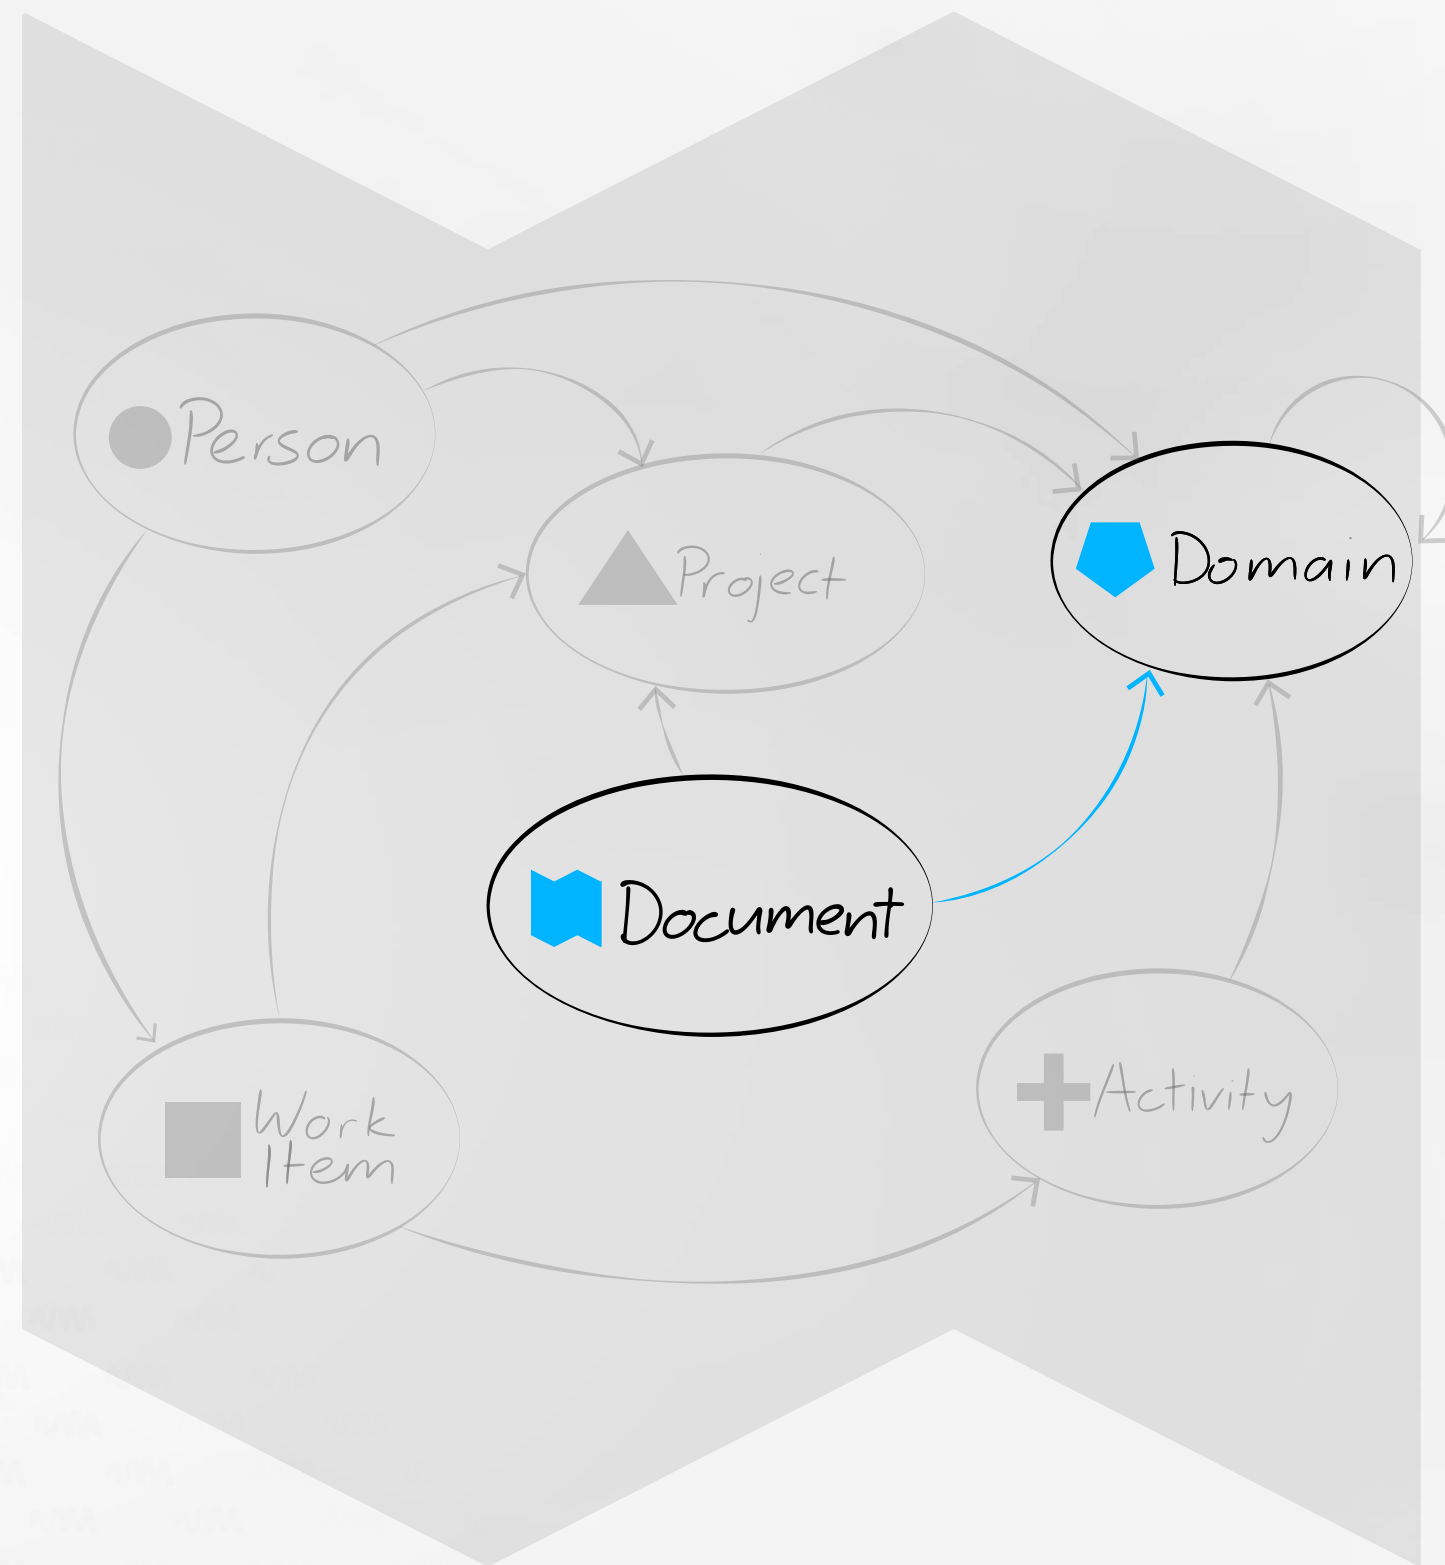 Person
Project
Domain
Document
Work
Item
Activity